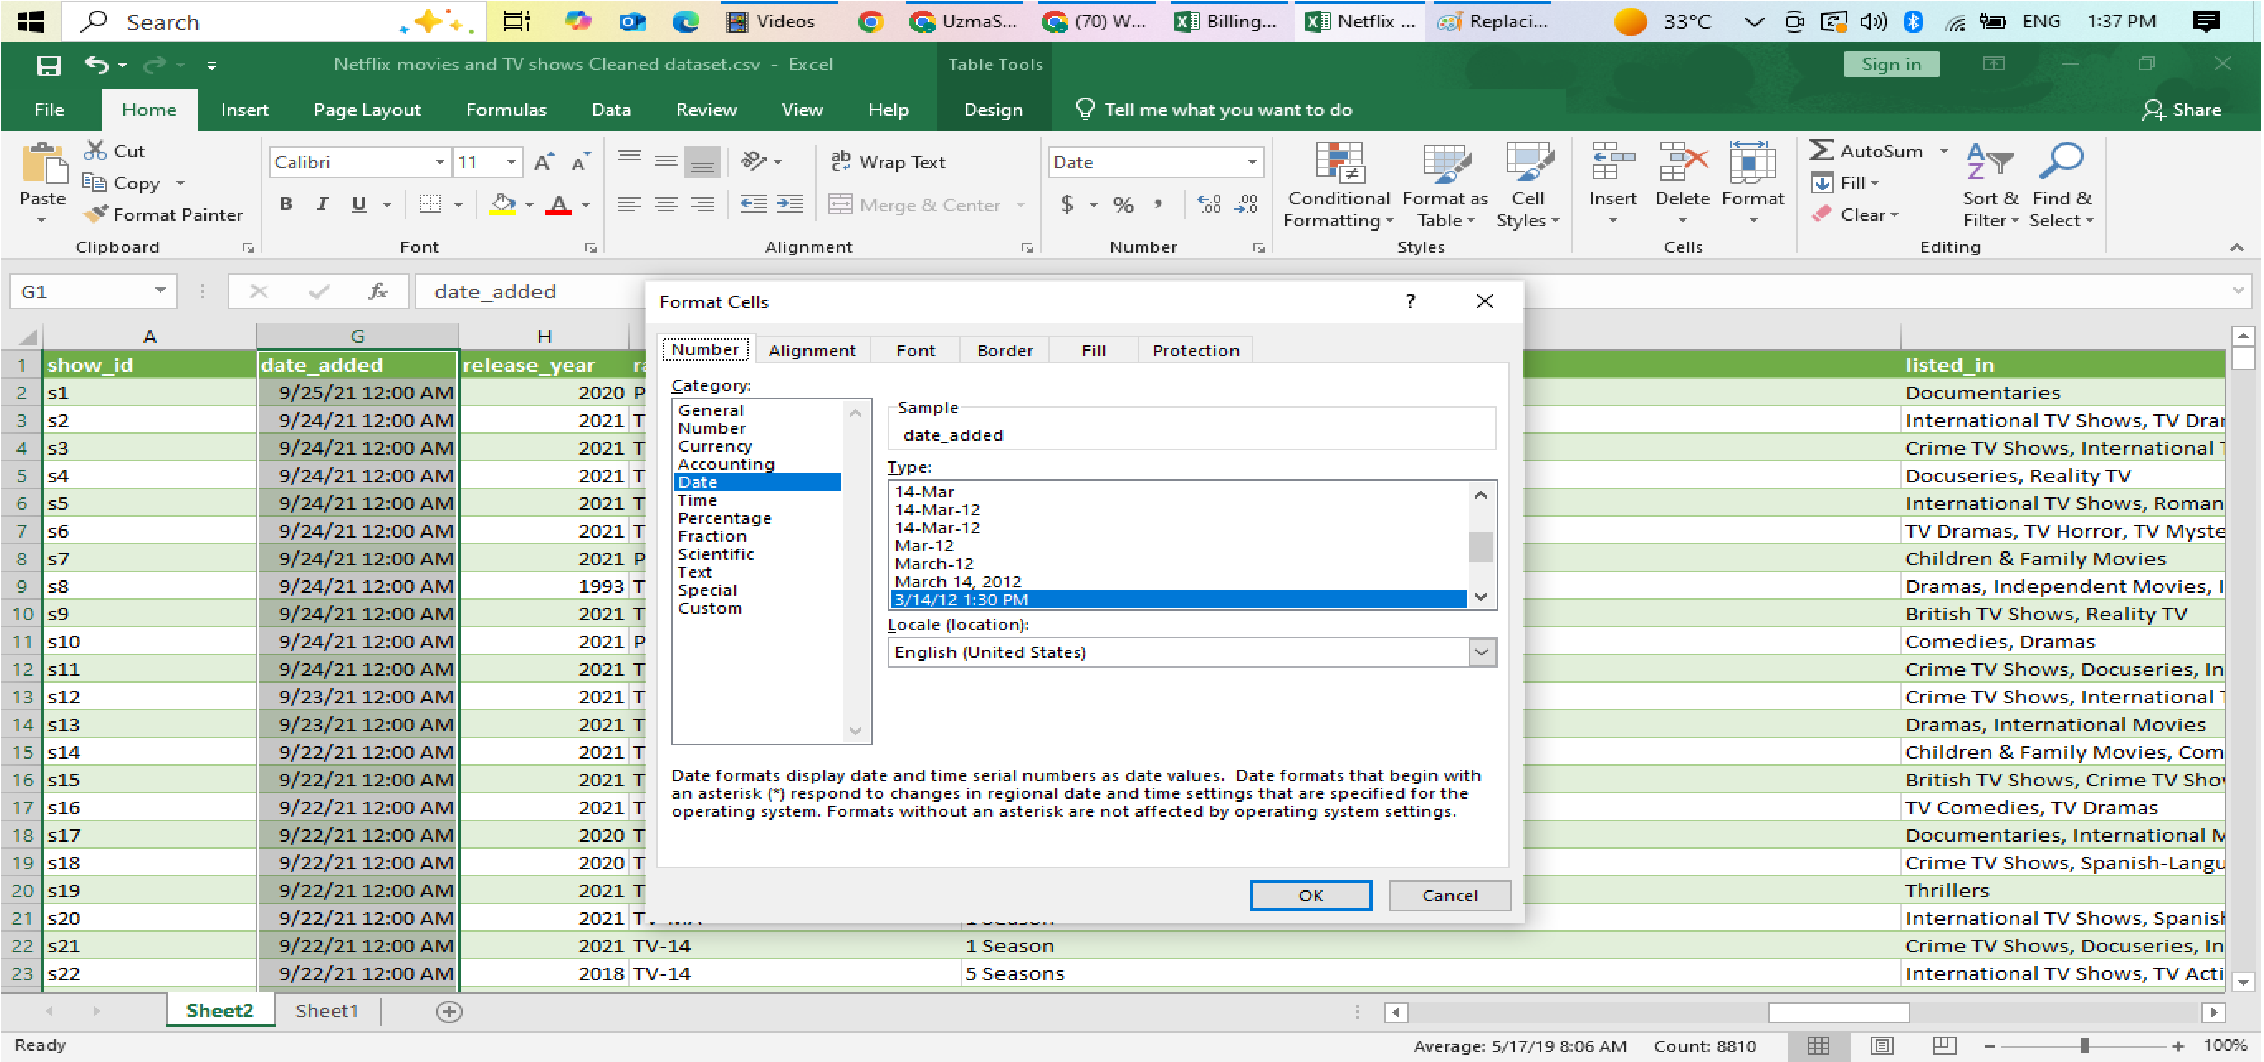 Search Videos UzmaS... (70) W... Billing... Netflix ... Replaci... 33°C ENG 1:37 PM
Netflix movies and TV shows Cleaned dataset.csv - Excel Table Tools Sign in
File Home Insert Page Layout Formulas Data Review View Help Design Tell me what you want to do Share
Paste Cut Copy Format Painter Clipboard
Calibri 11 B I U A Font
ab Wrap Text Merge & Center Alignment
Date $ % , Number
Conditional Formatting Format as Table Cell Styles Styles
Insert Delete Format Cells
AutoSum Fill Clear Sort & Filter Find & Select Editing
G1 fx date_added
A G H
1 show_id date_added release_year listed_in
2 s1 9/25/21 12:00 AM 2020 P Documentaries
3 s2 9/24/21 12:00 AM 2021 T International TV Shows, TV Dra
4 s3 9/24/21 12:00 AM 2021 T Crime TV Shows, International
5 s4 9/24/21 12:00 AM 2021 T Docuseries, Reality TV
6 s5 9/24/21 12:00 AM 2021 T International TV Shows, Roman
7 s6 9/24/21 12:00 AM 2021 T TV Dramas, TV Horror, TV Myste
8 s7 9/24/21 12:00 AM 2021 P Children & Family Movies
9 s8 9/24/21 12:00 AM 1993 T Dramas, Independent Movies, I
10 s9 9/24/21 12:00 AM 2021 T British TV Shows, Reality TV
11 s10 9/24/21 12:00 AM 2021 P Comedies, Dramas
12 s11 9/24/21 12:00 AM 2021 T Crime TV Shows, Docuseries, In
13 s12 9/23/21 12:00 AM 2021 T Crime TV Shows, International
14 s13 9/23/21 12:00 AM 2021 T Dramas, International Movies
15 s14 9/22/21 12:00 AM 2021 T Children & Family Movies, Com
16 s15 9/22/21 12:00 AM 2021 T British TV Shows, Crime TV Sho
17 s16 9/22/21 12:00 AM 2021 T TV Comedies, TV Dramas
18 s17 9/22/21 12:00 AM 2020 T Documentaries, International M
19 s18 9/22/21 12:00 AM 2020 T Crime TV Shows, Spanish-Langu
20 s19 9/22/21 12:00 AM 2021 T Thrillers
21 s20 9/22/21 12:00 AM 2021 International TV Shows, Spanish
22 s21 9/22/21 12:00 AM 2021 TV-14 1 Season Crime TV Shows, Docuseries, In
23 s22 9/22/21 12:00 AM 2018 TV-14 5 Seasons International TV Shows, TV Acti
Format Cells ?
Number Alignment Font Border Fill Protection
Category:
General
Number
Currency
Accounting
Date
Time
Percentage
Fraction
Scientific
Text
Special
Custom
Sample
date_added
Type:
14-Mar
14-Mar-12
14-Mar-12
Mar-12
March-12
March 14, 2012
3/14/12 1:30 PM
Locale (location):
English (United States)
Date formats display date and time serial numbers as date values. Date formats that begin with
an asterisk (*) respond to changes in regional date and time settings that are specified for the
operating system. Formats without an asterisk are not affected by operating system settings.
OK Cancel
Sheet2 Sheet1
Ready Average: 5/17/19 8:06 AM Count: 8810 100%